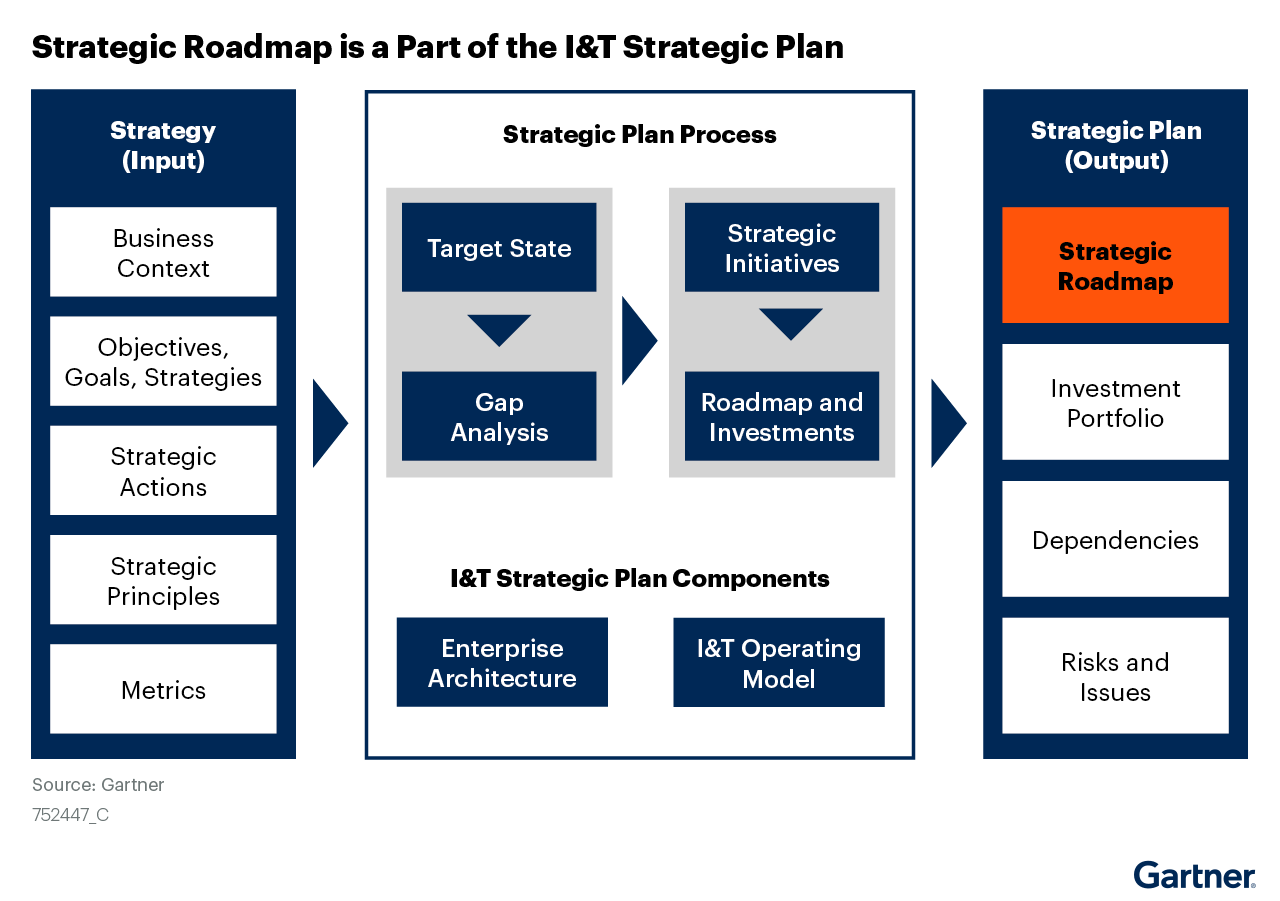 Strategic Roadmap is a Part of the I&T Strategic Plan
Strategy
(Input)
Business
Context
Objectives,
Goals, Strategies
Strategic
Actions
Strategic
Principles
Metrics
Strategic Plan Process
Target State
Gap
Analysis
Strategic
Initiatives
Roadmap and
Investments
I&T Strategic Plan Components
Enterprise
Architecture
I&T Operating
Model
Strategic Plan
(Output)
Strategic
Roadmap
Investment
Portfolio
Dependencies
Risks and
Issues
Source: Gartner
752447_C
Gartner®